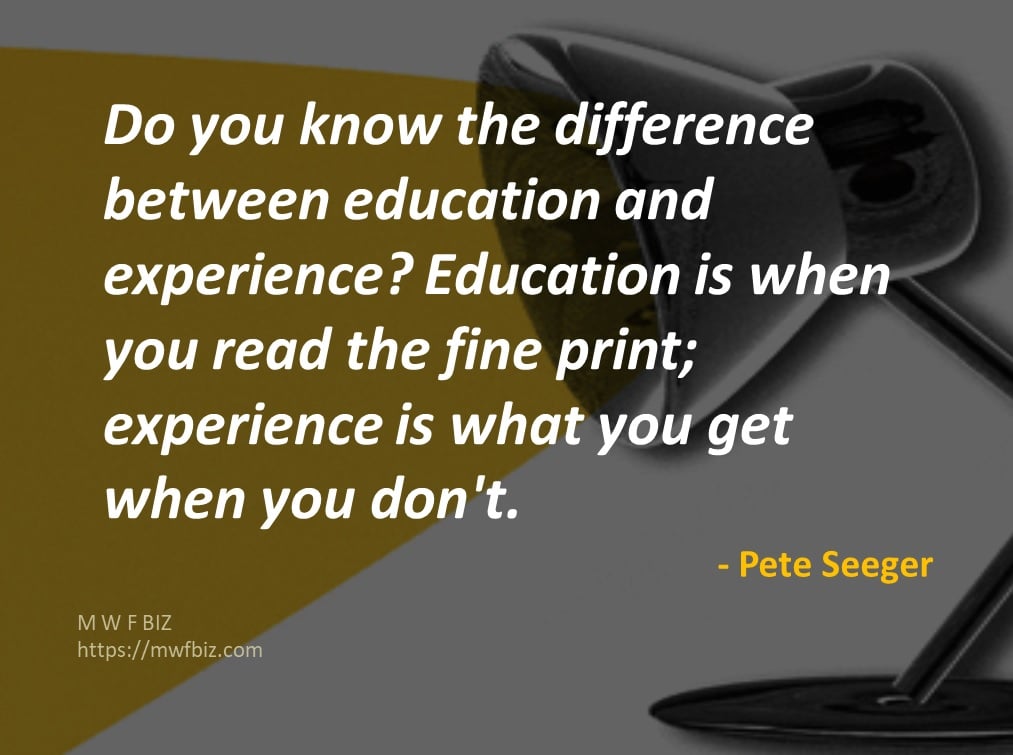 Do you know the difference
between education and
experience? Education is when
you read the fine print;
experience is what you get
when you don't.
- Pete Seeger
M W F BIZ
https://mwfbiz.com